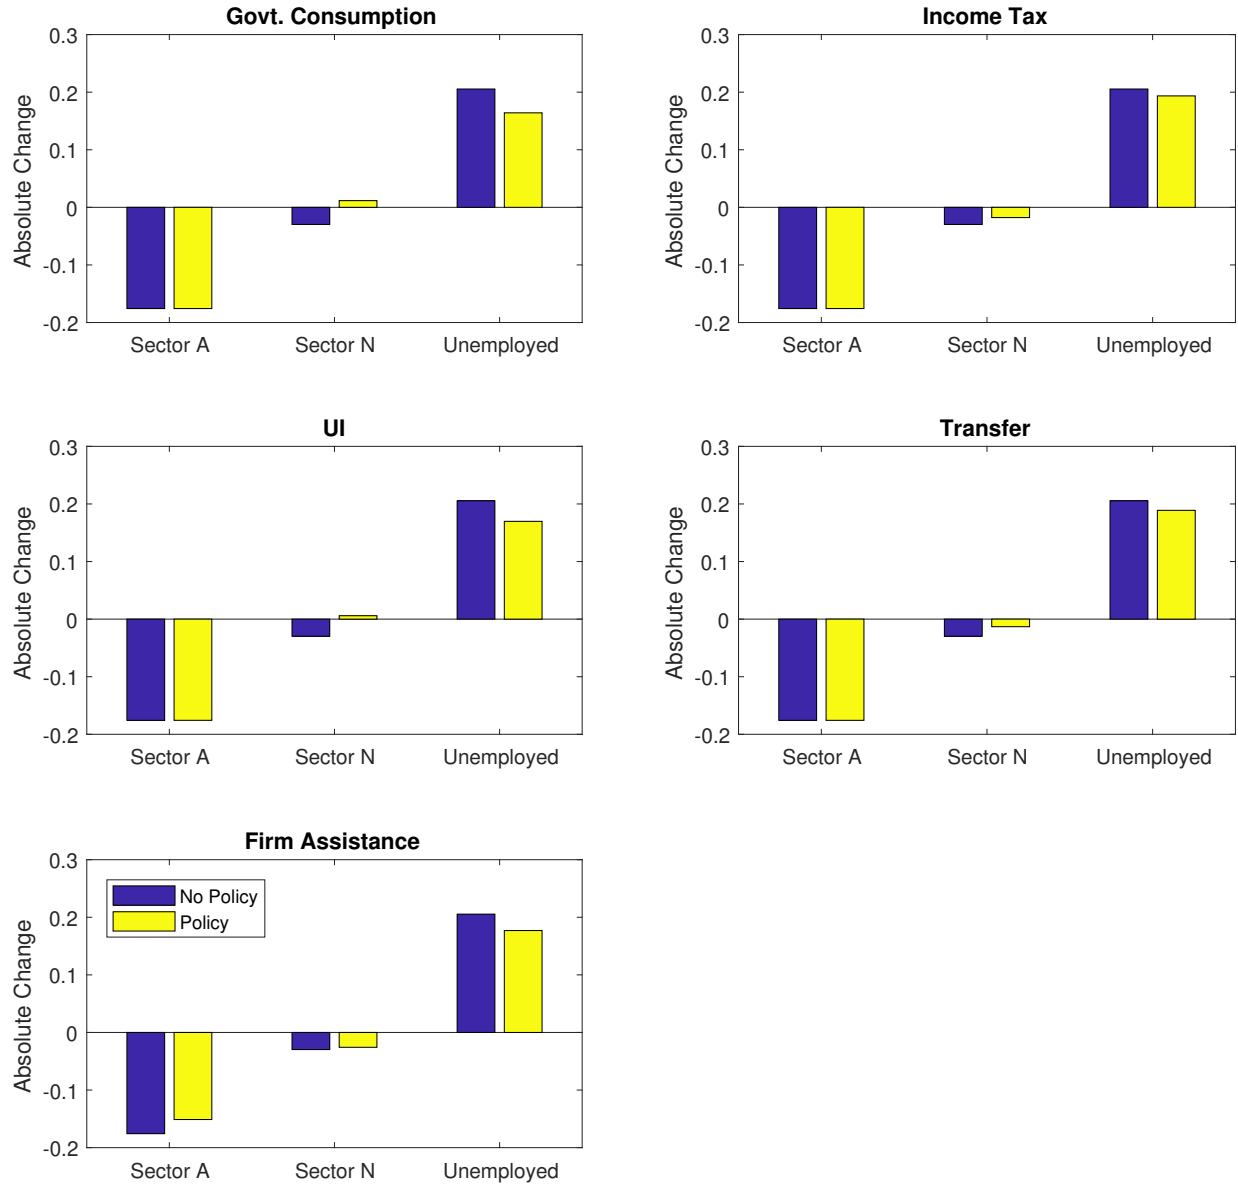 Govt. Consumption
0.3
0.2
0.1
0
-0.1
-0.2
Absolute Change
Sector A Sector N Unemployed
Income Tax
0.3
0.2
0.1
0
-0.1
-0.2
Absolute Change
Sector A Sector N Unemployed
UI
0.3
0.2
0.1
0
-0.1
-0.2
Absolute Change
Sector A Sector N Unemployed
Transfer
0.3
0.2
0.1
0
-0.1
-0.2
Absolute Change
Sector A Sector N Unemployed
Firm Assistance
0.3
0.2
0.1
0
-0.1
-0.2
Absolute Change
No Policy
Policy
Sector A Sector N Unemployed